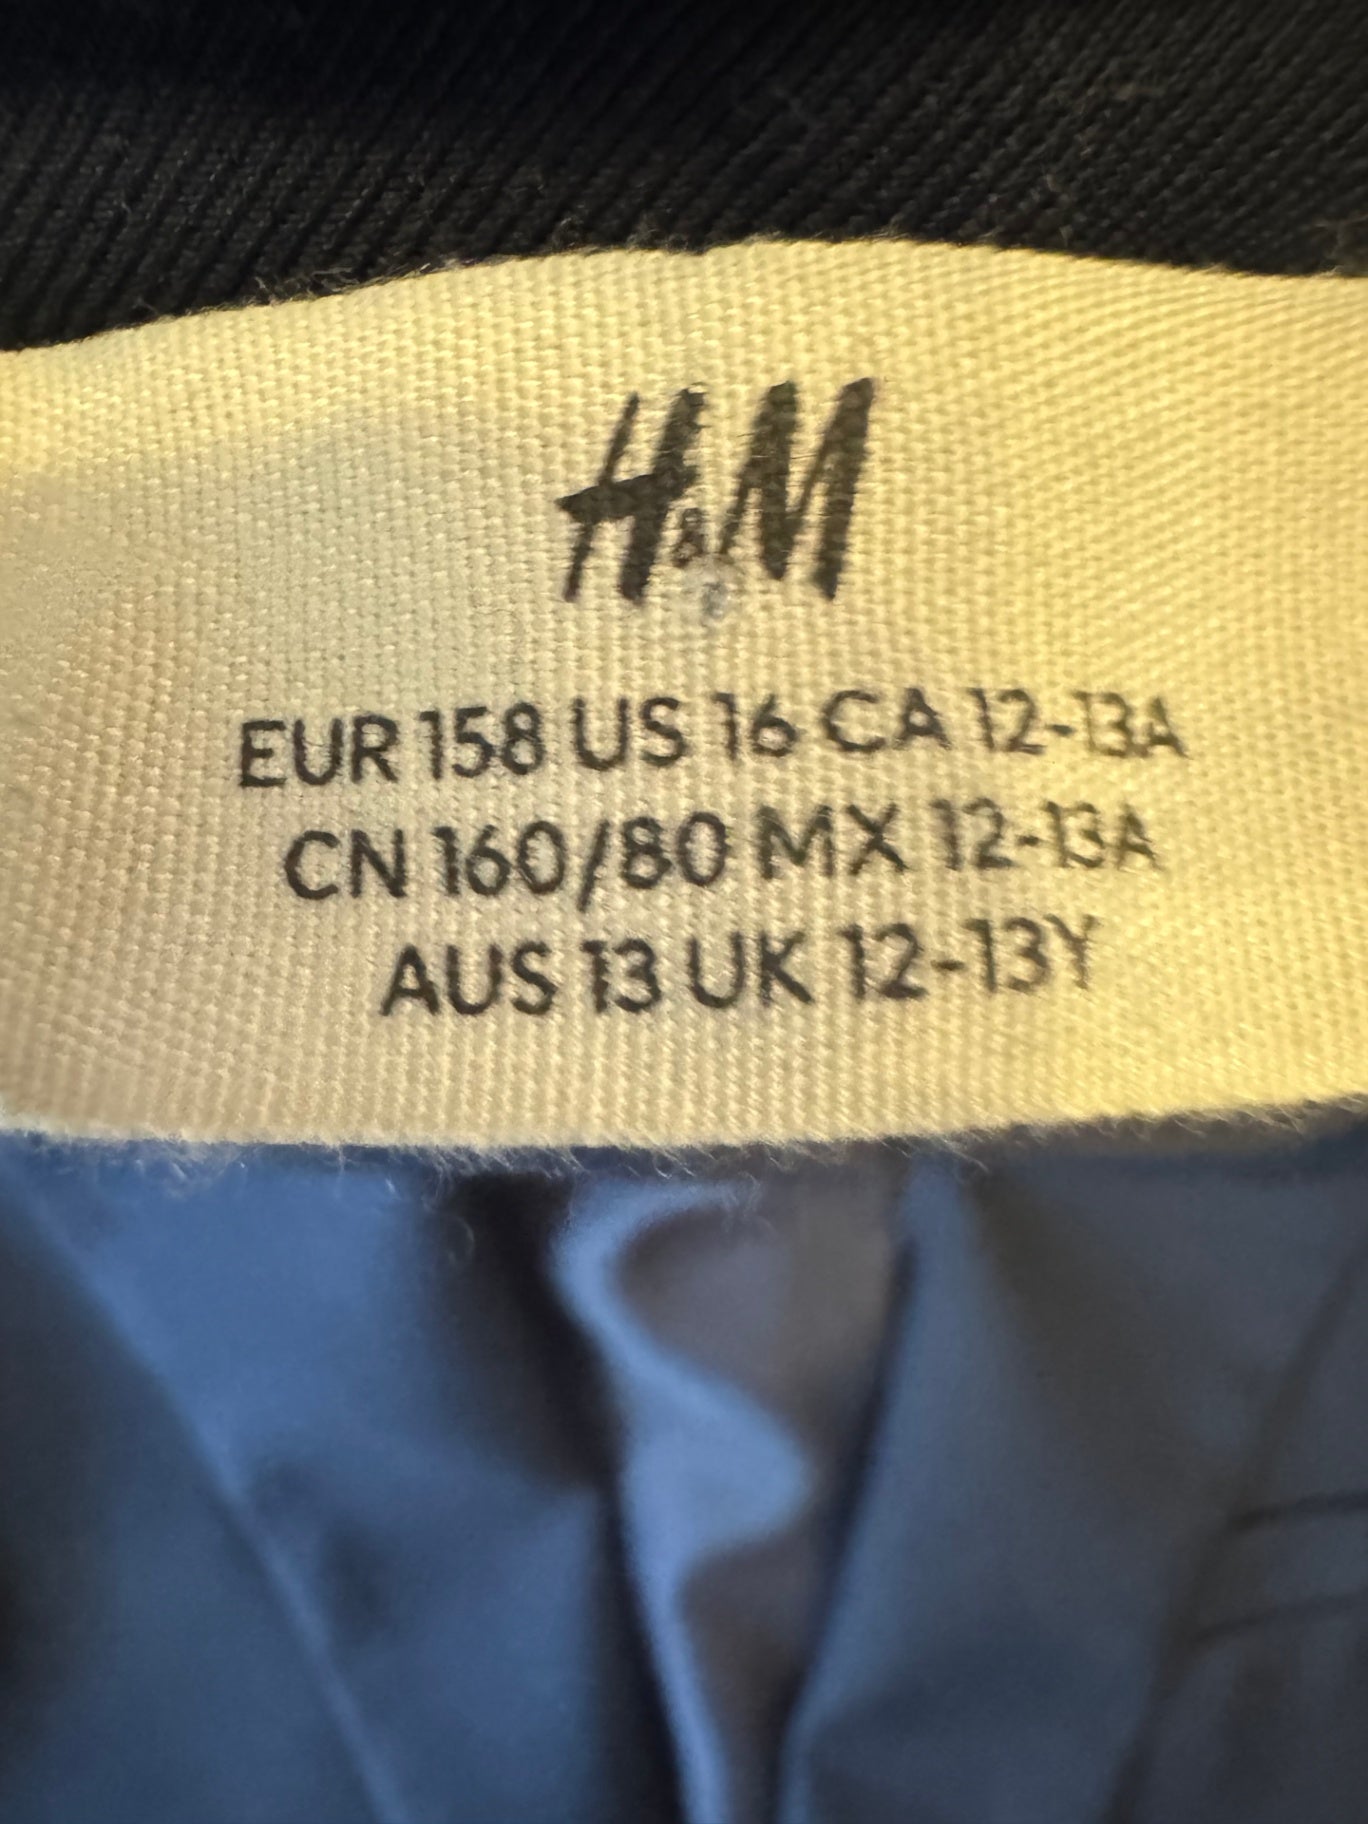 H&M
EUR 158 US 16 CA 12-13A
CN 160/80 MX 12-13A
AUS 13 UK 12-13Y